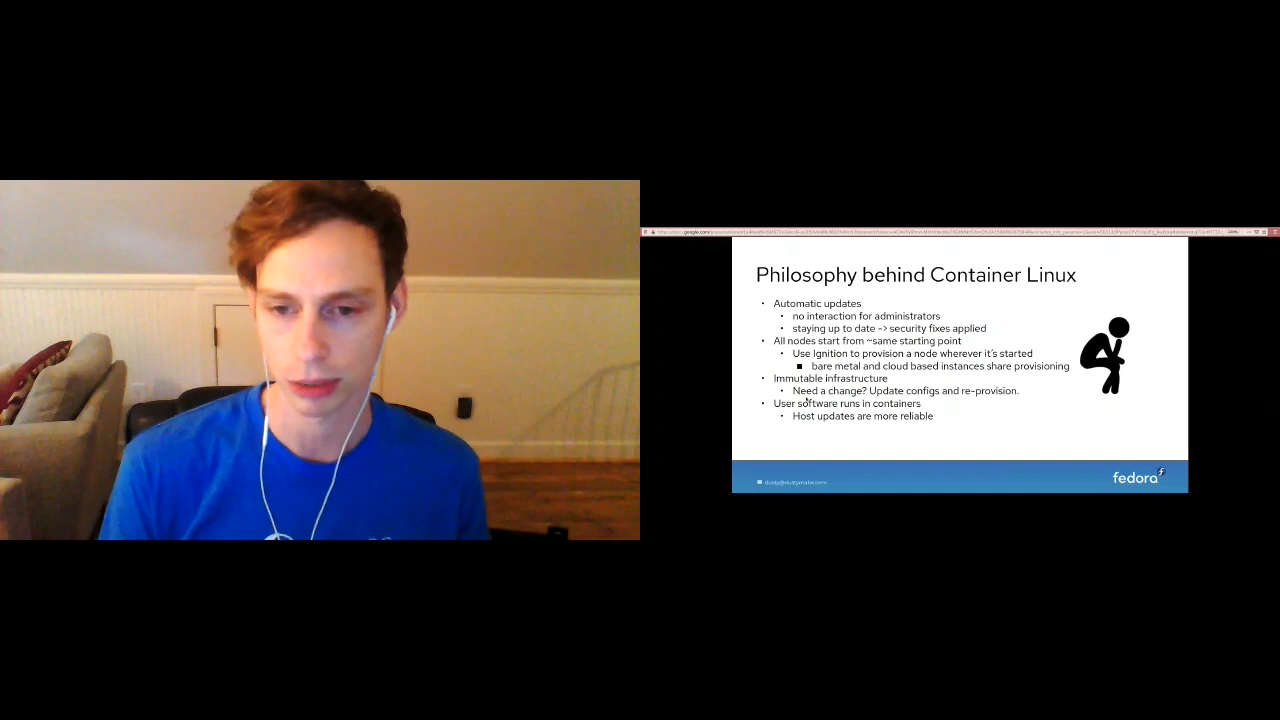 Philosophy behind Container Linux
• Automatic updates
• no interaction for administrators
• staying up to date -> security fixes applied
• All nodes start from ~same starting point
• Use Ignition to provision a node wherever it's started
■ bare metal and cloud based instances share provisioning
• Immutable infrastructure
• Need a change? Update configs and re-provision.
• User software runs in containers
• Host updates are more reliable
dusty@dustymabe.com
fedora